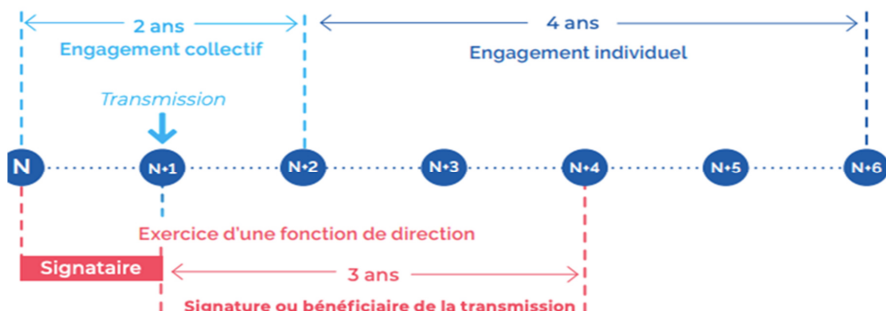 2 ans
Engagement collectif
4 ans
Engagement individuel
Transmission
N
N+1
N+2
N+3
N+4
N+5
N+6
Exercice d'une fonction de direction
Signataire
3 ans
Signature ou bénéficiaire de la transmission